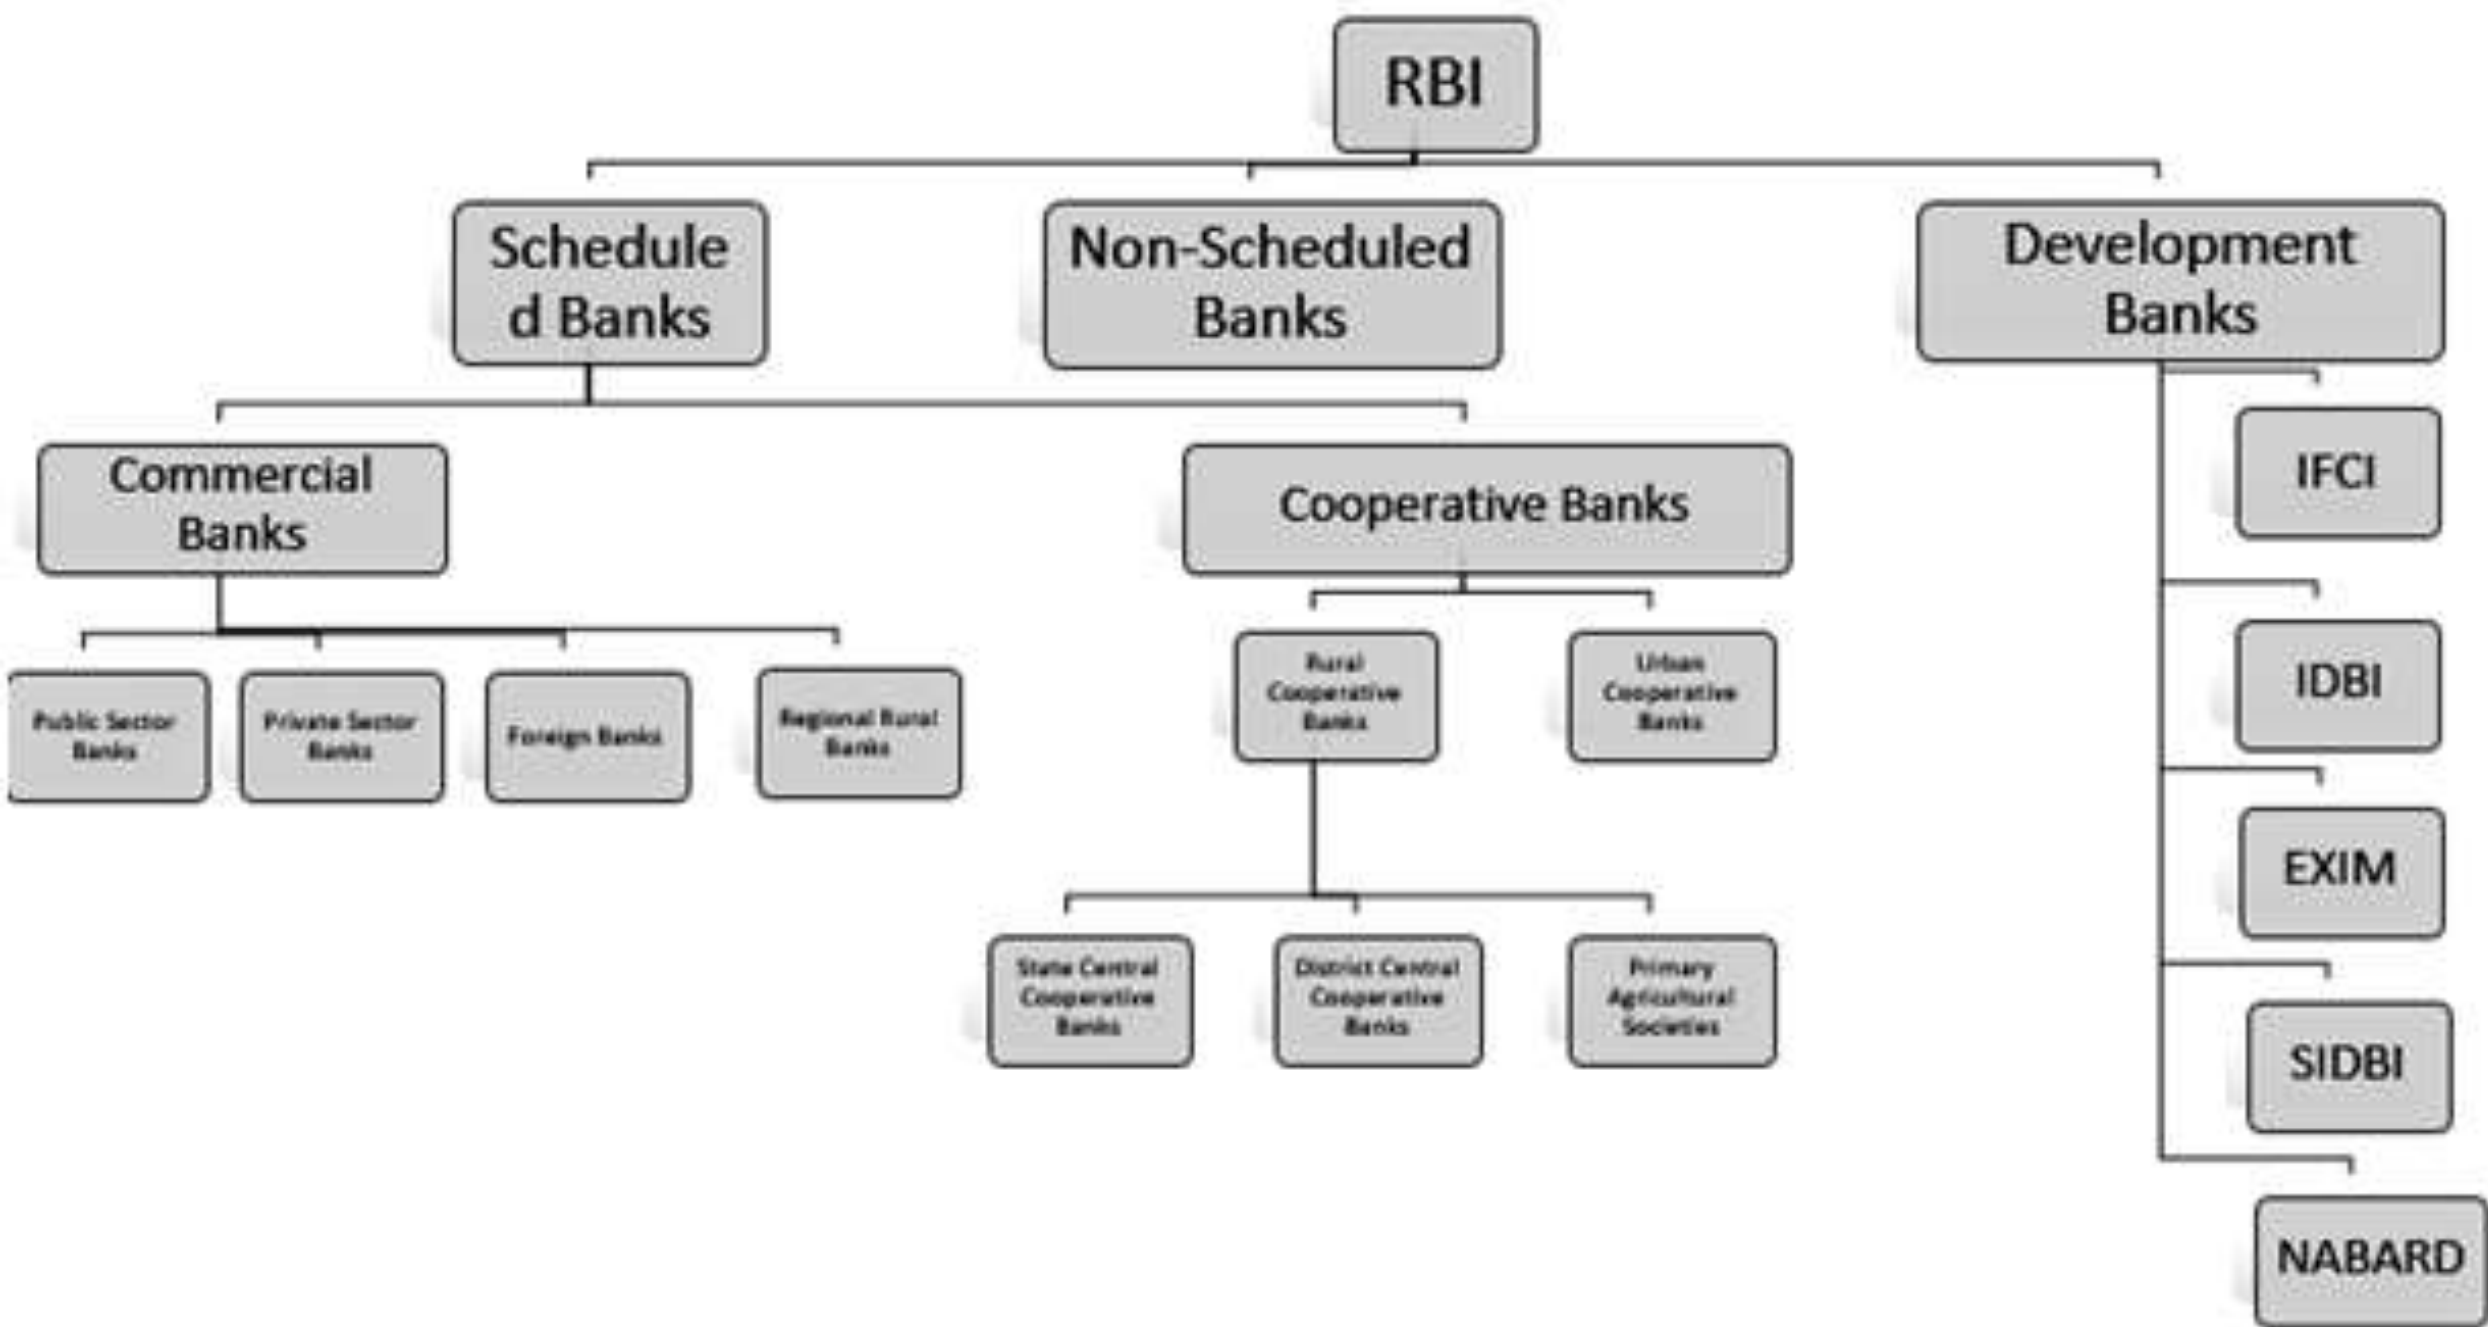 RBI
Schedule
d Banks
Non-Scheduled
Banks
Development
Banks
Commercial
Banks
Cooperative Banks
IFCI
Public Sector
Banks
Private Sector
Banks
Foreign Banks
Regional Rural
Banks
Rural
Cooperative
Banks
Urban
Cooperative
Banks
IDBI
EXIM
State Central
Cooperative
Banks
District Central
Cooperative
Banks
Primary
Agricultural
Societies
SIDBI
NABARD